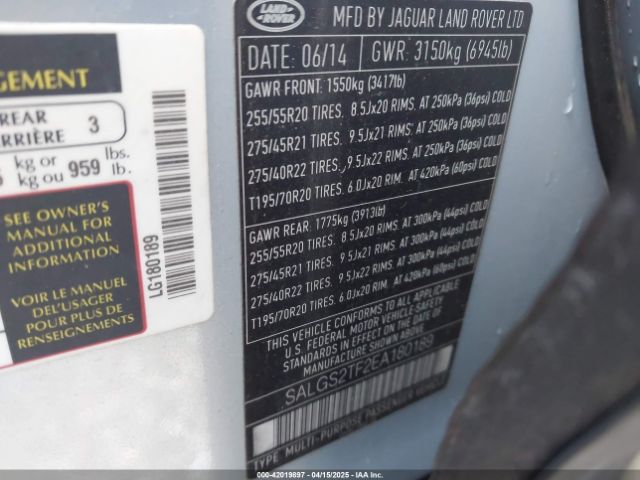 GEMENT
REAR
RRIÈRE
3
kg or
kg ou
959
lbs.
lb.
SEE OWNER'S
MANUAL FOR
ADDITIONAL
INFORMATION
VOIR LE MANUEL
DEL'USAGER
POUR PLUS DE
RENSEIGNEMENTS
LG180189
LAND
ROVER
MFD BY JAGUAR LAND ROVER LTD
DATE: 06/14
GWR: 3150kg (6945lb)
GAWR FRONT: 1550kg (3417lb)
255/55R20 TIRES. 8.5Jx20 RIMS. AT 250kPa (36psi) COLD
275/45R21 TIRES. 9.5Jx21 RIMS. AT 250kPa (36psi) COLD
275/40R22 TIRES. 9.5Jx22 RIMS. AT 250kPa (36psi) COLD
T195/70R20 TIRES. 6.0Jx20 RIM. AT 420kPa (60psi) COLD
GAWR REAR: 1775kg (3913lb)
255/55R20 TIRES. 8.5Jx20 RIMS. AT 300kPa (44psi) COLD
275/45R21 TIRES. 9.5Jx21 RIMS. AT 300kPa (44psi) COLD
275/40R22 TIRES. 9.5Jx22 RIMS. AT 300kPa (44psi) COLD
T195/70R20 TIRES. 6.0Jx20 RIM. AT 420kPa (60psi) COLD
THIS VEHICLE CONFORMS TO ALL APPLICABLE
U.S. FEDERAL MOTOR VEHICLE SAFETY
STANDARDS IN EFFECT ON THE DATE OF
MANUFACTURE SHOWN ABOVE.
SALGS2TF2EA180189
TYPE: MULTI-PURPOSE PASSENGER VEHICLE
000-42019897 - 04/15/2025 - IAAI.COM